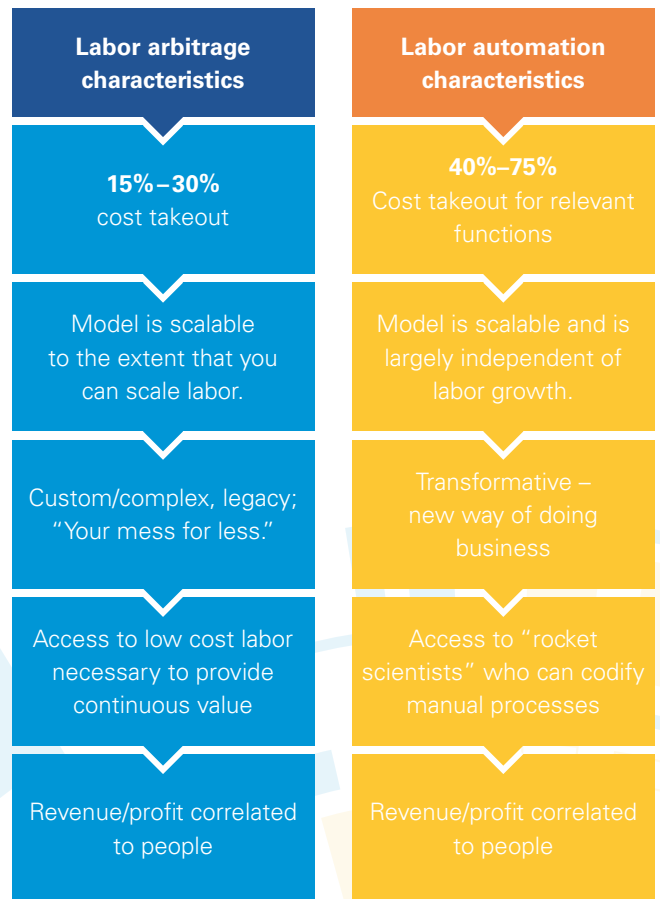 Labor arbitrage
characteristics
15%–30%
cost takeout
Model is scalable
to the extent that you
can scale labor.
Custom/complex, legacy;
“Your mess for less.”
Access to low cost labor
necessary to provide
continuous value
Revenue/profit correlated
to people
Labor automation
characteristics
40%–75%
Cost takeout for relevant
functions
Model is scalable and is
largely independent of
labor growth.
Transformative –
new way of doing
business
Access to “rocket
scientists” who can codify
manual processes
Revenue/profit correlated
to people